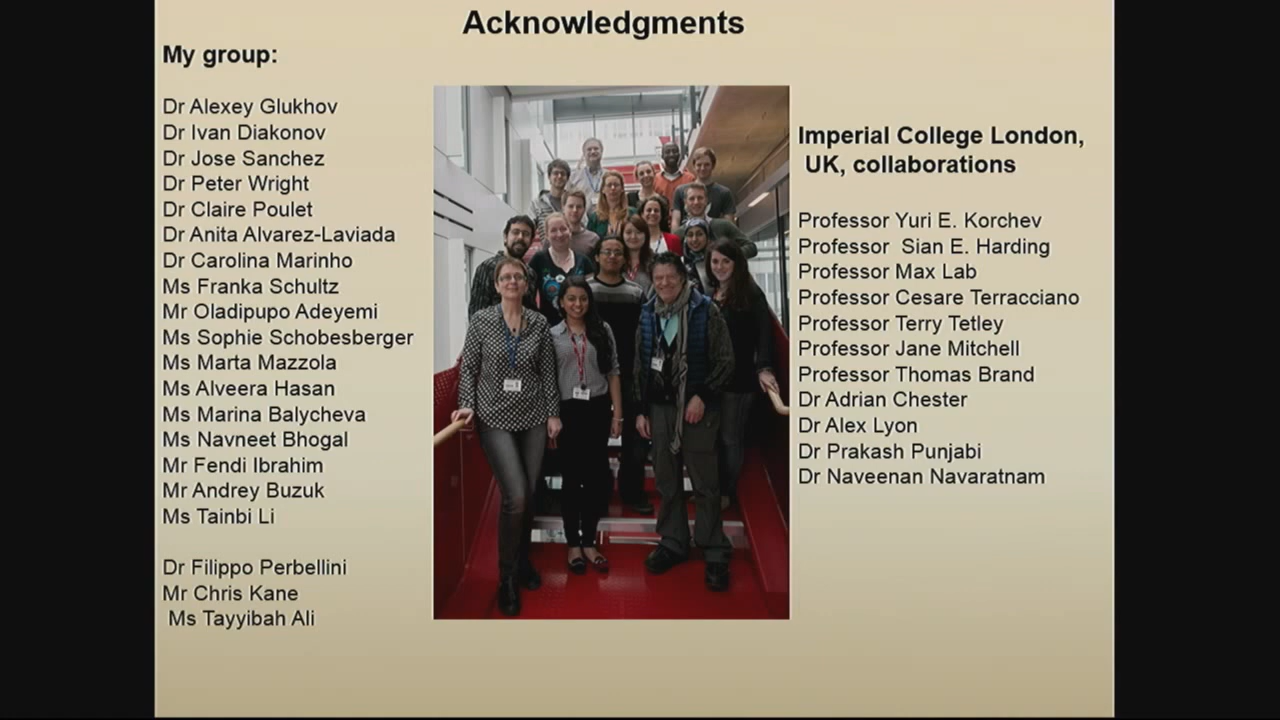 Acknowledgments
My group:
Dr Alexey Glukhov
Dr Ivan Diakonov
Dr Jose Sanchez
Dr Peter Wright
Dr Claire Poulet
Dr Anita Alvarez-Laviada
Dr Carolina Marinho
Ms Franka Schultz
Mr Oladipupo Adeyemi
Ms Sophie Schobesberger
Ms Marta Mazzola
Ms Alveera Hasan
Ms Marina Balycheva
Ms Navneet Bhogal
Mr Fendi Ibrahim
Mr Andrey Buzuk
Ms Tainbi Li
Dr Filippo Perbellini
Mr Chris Kane
Ms Tayyibah Ali
Imperial College London,
UK, collaborations
Professor Yuri E. Korchev
Professor Sian E. Harding
Professor Max Lab
Professor Cesare Terracciano
Professor Terry Tetley
Professor Jane Mitchell
Professor Thomas Brand
Dr Adrian Chester
Dr Alex Lyon
Dr Prakash Punjabi
Dr Naveenan Navaratnam